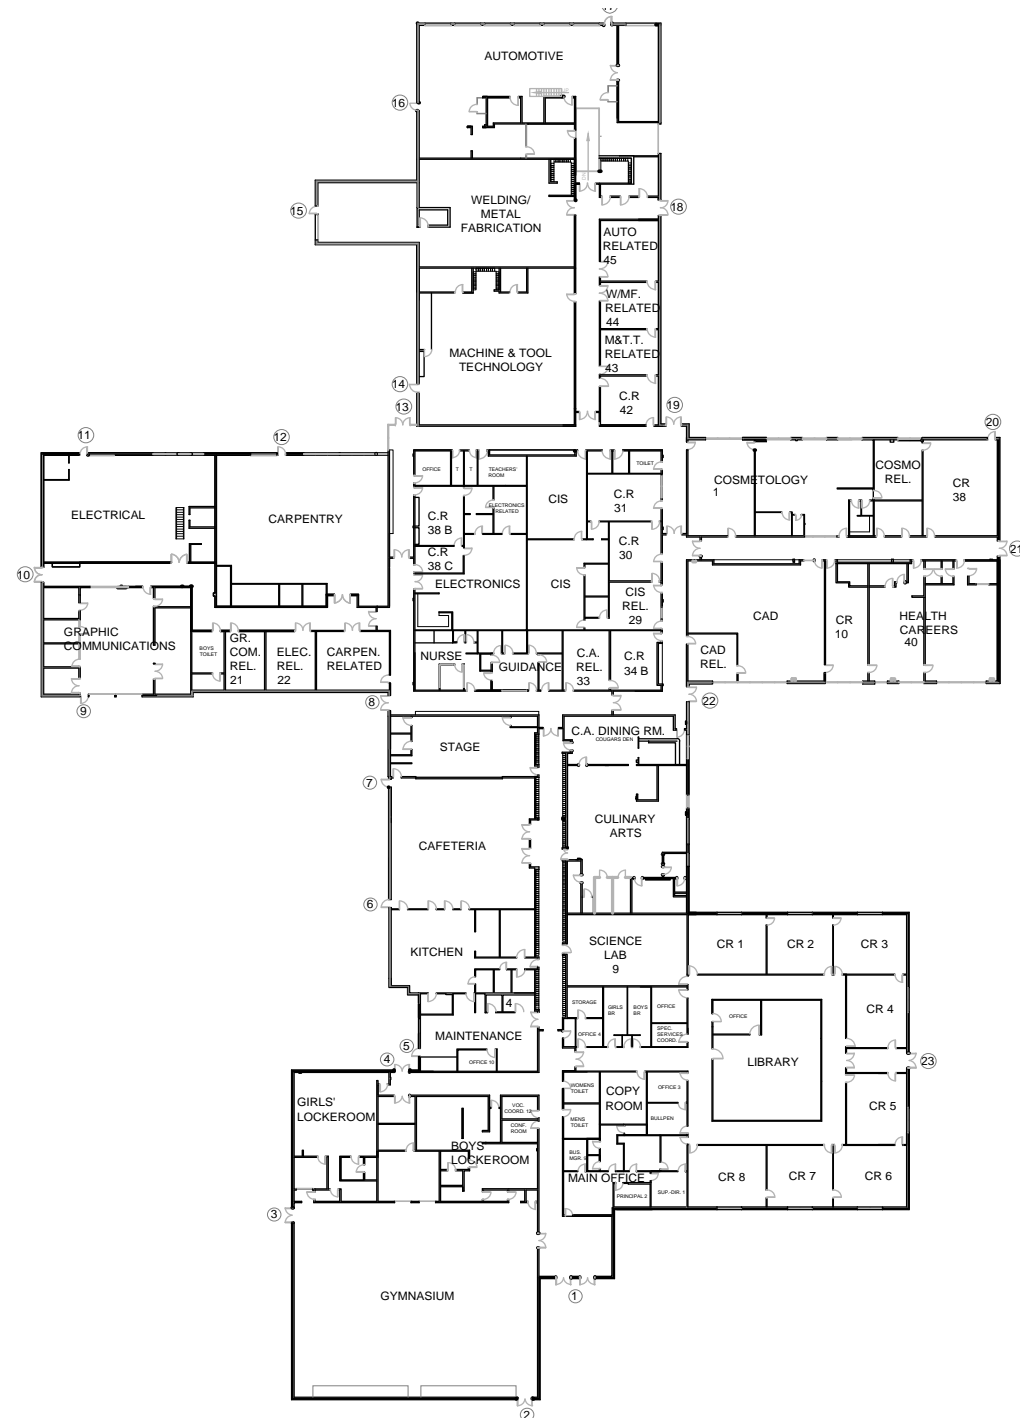 17
AUTOMOTIVE
16
WELDING/
METAL
FABRICATION
15
18
AUTO
RELATED
45
W/MF.
RELATED
44
MACHINE & TOOL
TECHNOLOGY
M&T.T.
RELATED
43
14
C.R
42
13
19
11
12
20
OFFICE
T
T
TEACHERS'
ROOM
TOILET
ELECTRICAL
CARPENTRY
C.R
38 B
ELECTRONICS
RELATED
CIS
C.R
31
COSMETOLOGY
1
COSMO
REL.
CR
38
C.R
38 C
C.R
30
21
10
ELECTRONICS
CIS
CIS
REL.
29
CAD
CR
10
HEALTH
CAREERS
40
GRAPHIC
COMMUNICATIONS
BOYS
TOILET
GR.
COM.
REL.
21
ELEC.
REL.
22
CARPEN.
RELATED
NURSE
GUIDANCE
C.A.
REL.
33
C.R
34 B
CAD
REL.
9
8
22
STAGE
C.A. DINING RM.
COUGARS DEN
7
CAFETERIA
CULINARY
ARTS
6
KITCHEN
SCIENCE
LAB
9
CR 1
CR 2
CR 3
4
STORAGE
GIRLS
BR
BOYS
BR
OFFICE
OFFICE
CR 4
MAINTENANCE
OFFICE 4
SPEC.
SERVICES
COORD.
5
OFFICE 10
LIBRARY
23
4
GIRLS'
LOCKEROOM
VOC.
COORD. 12
CONF.
ROOM
BOYS
LOCKEROOM
WOMENS
TOILET
COPY
ROOM
OFFICE 3
MENS
TOILET
BULLPEN
CR 5
BUS.
MGR. 6
MAIN OFFICE
PRINCIPAL 2
SUP.-DIR. 1
CR 8
CR 7
CR 6
3
GYMNASIUM
1
2